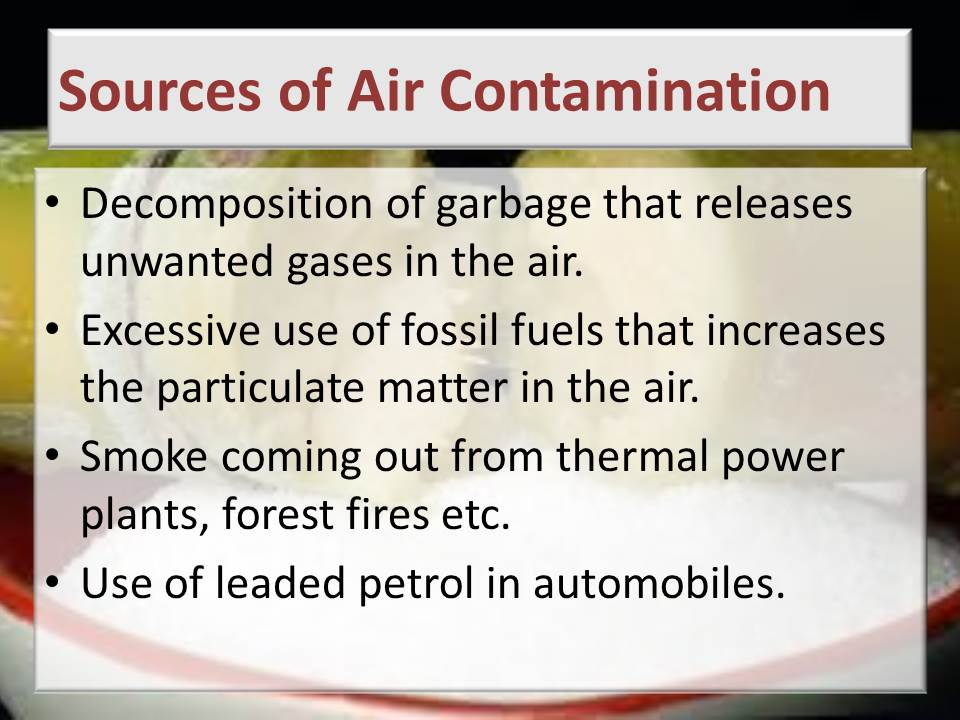 Sources of Air Contamination
• Decomposition of garbage that releases
unwanted gases in the air.
• Excessive use of fossil fuels that increases
the particulate matter in the air.
• Smoke coming out from thermal power
plants, forest fires etc.
• Use of leaded petrol in automobiles.